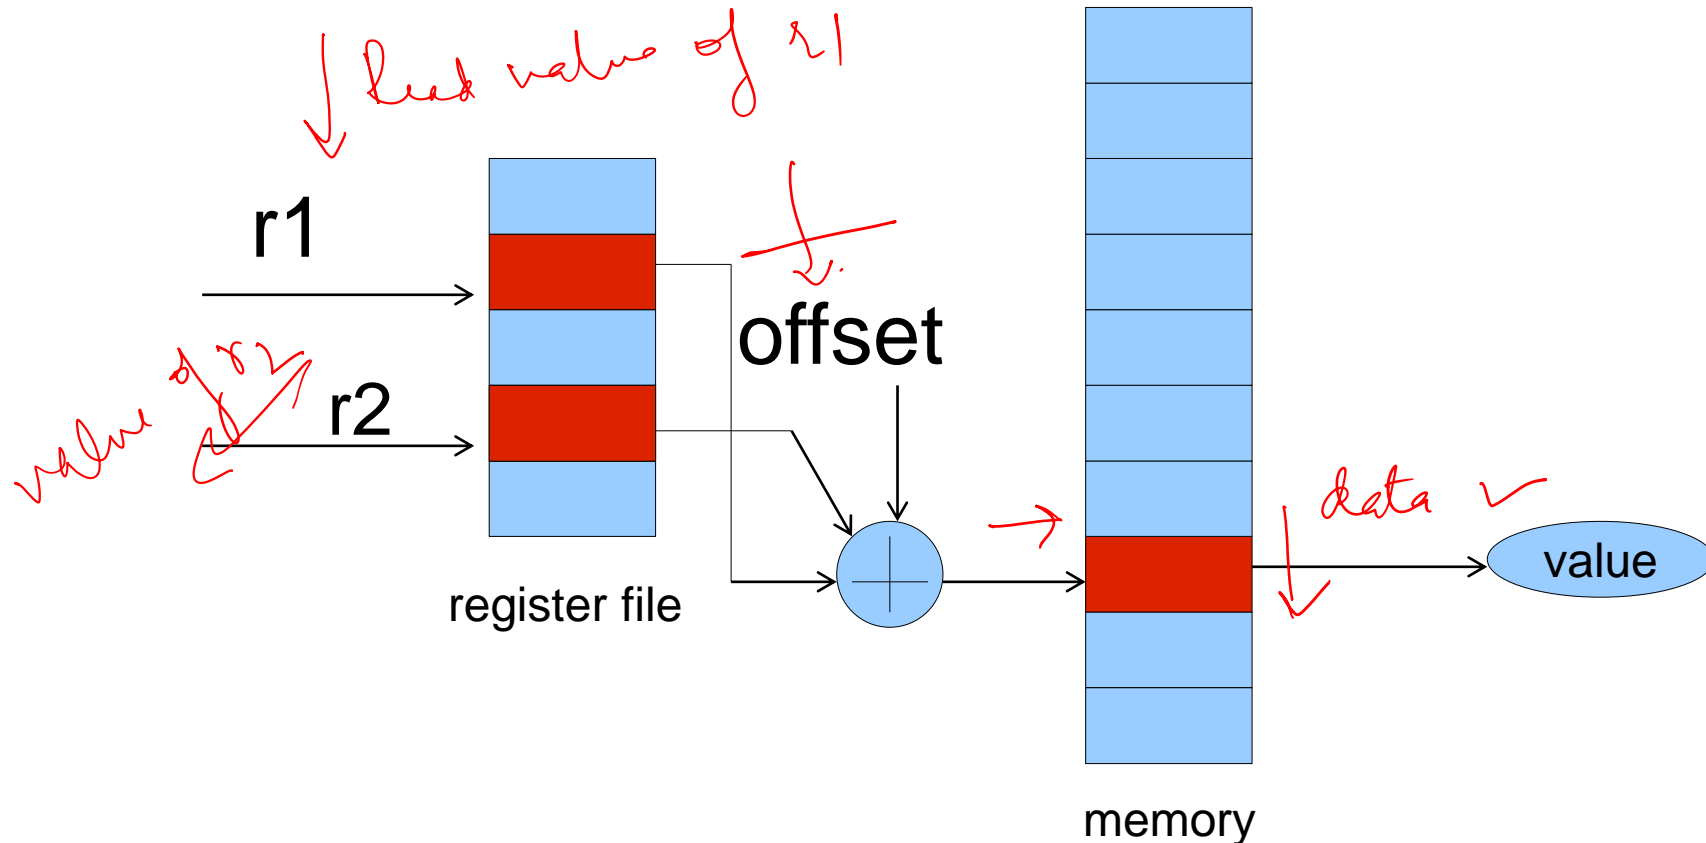 Read value of r1
r1
offset
value of r2
r2
data
value
register file
memory